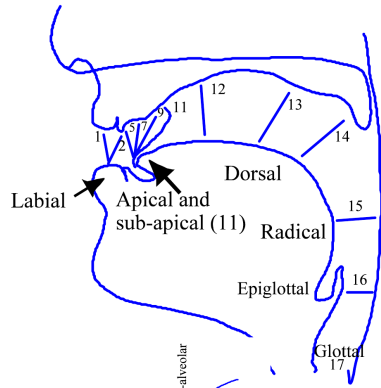 12
9
11
13
5
7
1
2
14
Labial
Apical and
sub-apical (11)
Dorsal
15
Radical
Epiglottal
16
Glottal
17
-alveolar